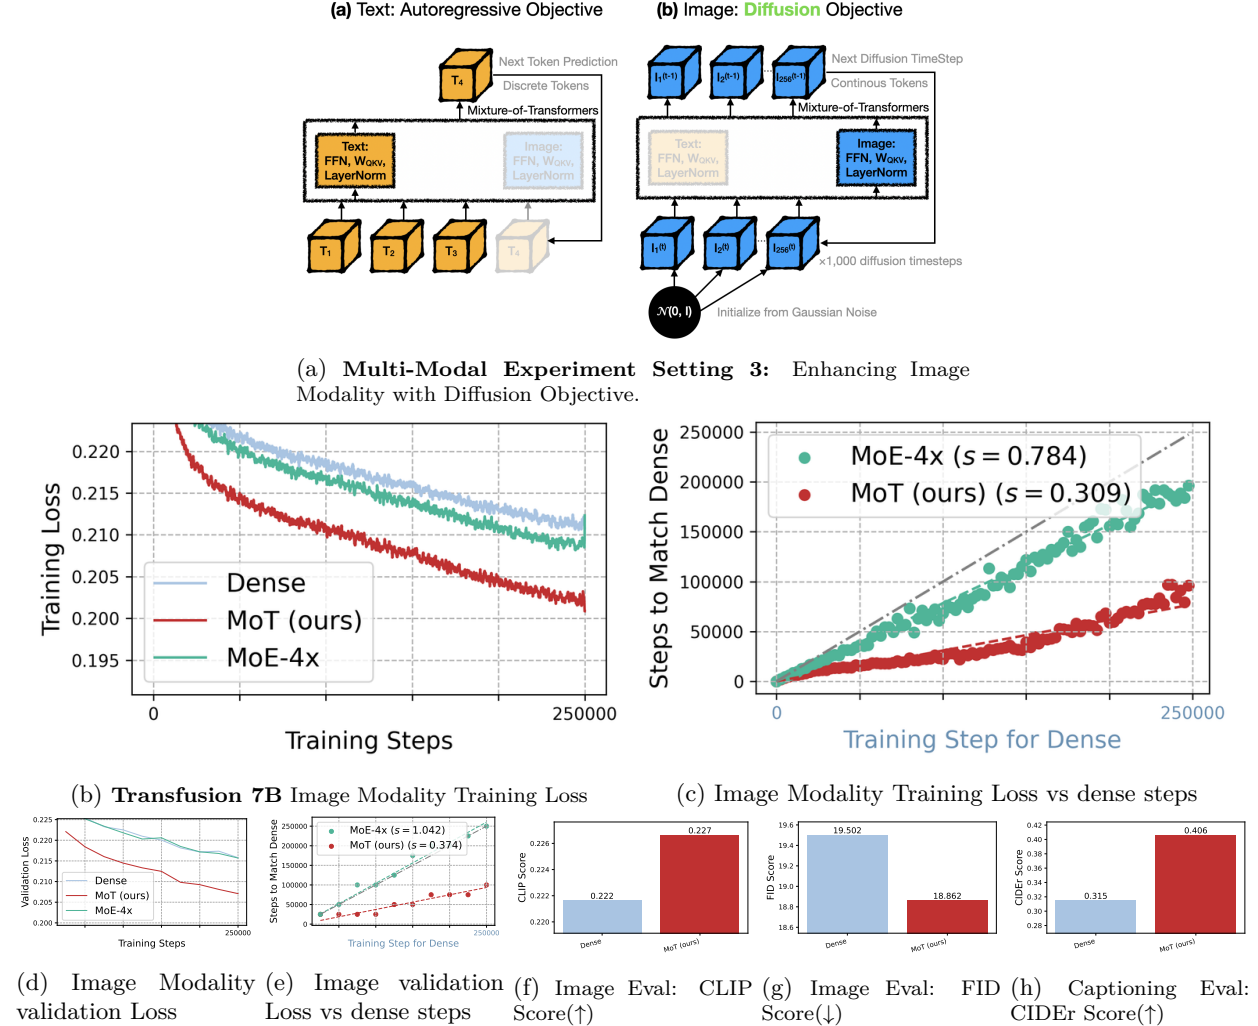 (a) Text: Autoregressive Objective
(b) Image: Diffusion Objective
T4
Next Token Prediction
Discrete Tokens
Mixture-of-Transformers
Text:
FFN, WQKV,
LayerNorm
Image:
FFN, WQKV,
LayerNorm
T1
T2
T3
T4
I1(t-1)
I2(t-1)
I256(t-1)
Next Diffusion TimeStep
Continous Tokens
Mixture-of-Transformers
Text:
FFN, WQKV,
LayerNorm
Image:
FFN, WQKV,
LayerNorm
I1(t)
I2(t)
I256(t)
×1,000 diffusion timesteps
N(0, I)
Initialize from Gaussian Noise
(a) Multi-Modal Experiment Setting 3: Enhancing Image
Modality with Diffusion Objective.
Training Loss
0.220
0.215
0.210
0.205
0.200
0.195
Dense
MoT (ours)
MoE-4x
0
250000
Training Steps
(b) Transfusion 7B Image Modality Training Loss
Steps to Match Dense
250000
200000
150000
100000
50000
0
MoE-4x (s = 0.784)
MoT (ours) (s = 0.309)
0
250000
Training Step for Dense
(c) Image Modality Training Loss vs dense steps
Validation Loss
0.225
0.220
0.215
0.210
0.205
0.200
Dense
MoT (ours)
MoE-4x
250000
Training Steps
(d) Image Modality
validation Loss
Steps to Match Dense
250000
200000
150000
100000
50000
0
MoE-4x (s = 1.042)
MoT (ours) (s = 0.374)
250000
Training Step for Dense
(e) Image validation
Loss vs dense steps
CLIP Score
0.226
0.224
0.222
0.220
0.222
0.227
Dense
MoT (ours)
(f) Image Eval: CLIP
Score(↑)
FID Score
19.6
19.4
19.2
19.0
18.8
18.6
19.502
18.862
Dense
MoT (ours)
(g) Image Eval: FID
Score(↓)
CIDEr Score
0.42
0.40
0.38
0.36
0.34
0.32
0.30
0.28
0.315
0.406
Dense
MoT (ours)
(h) Captioning Eval:
CIDEr Score(↑)